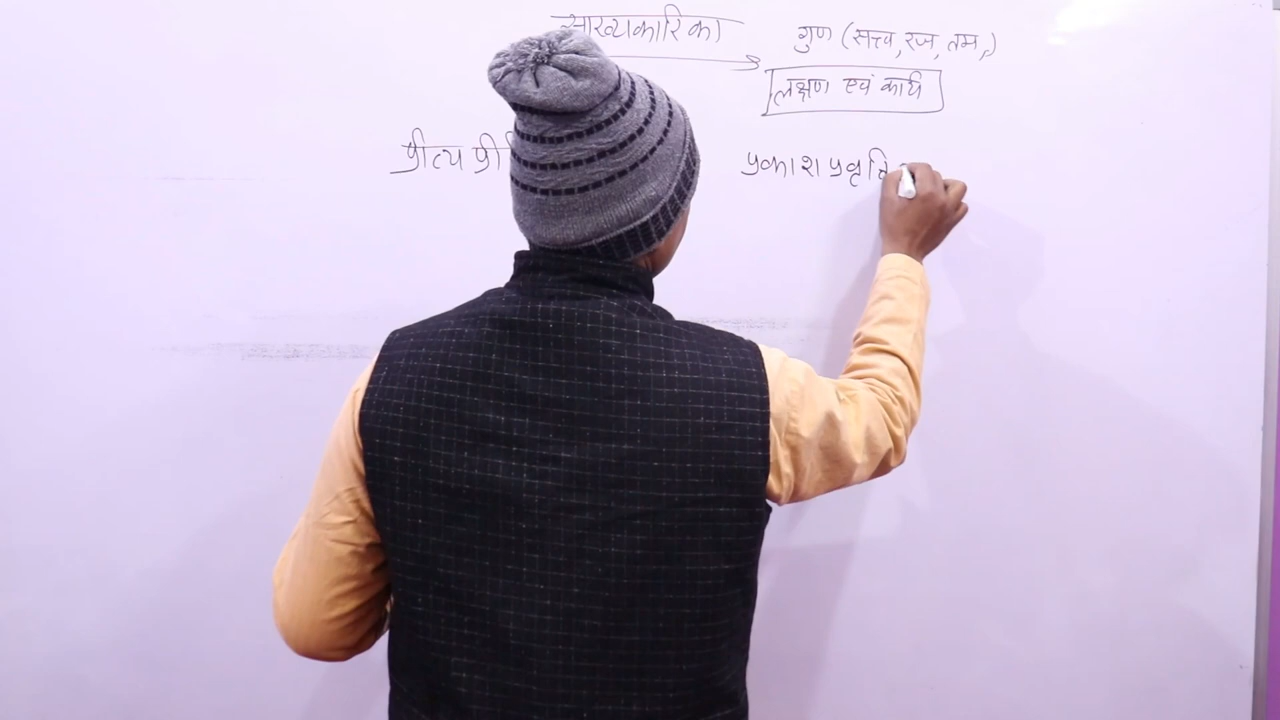 सांख्यकारिका → गुण (सत्त्व, रज, तम,)
लक्षण एवं कार्य
प्रीत्य प्री प्रकाश प्रवृत्ति